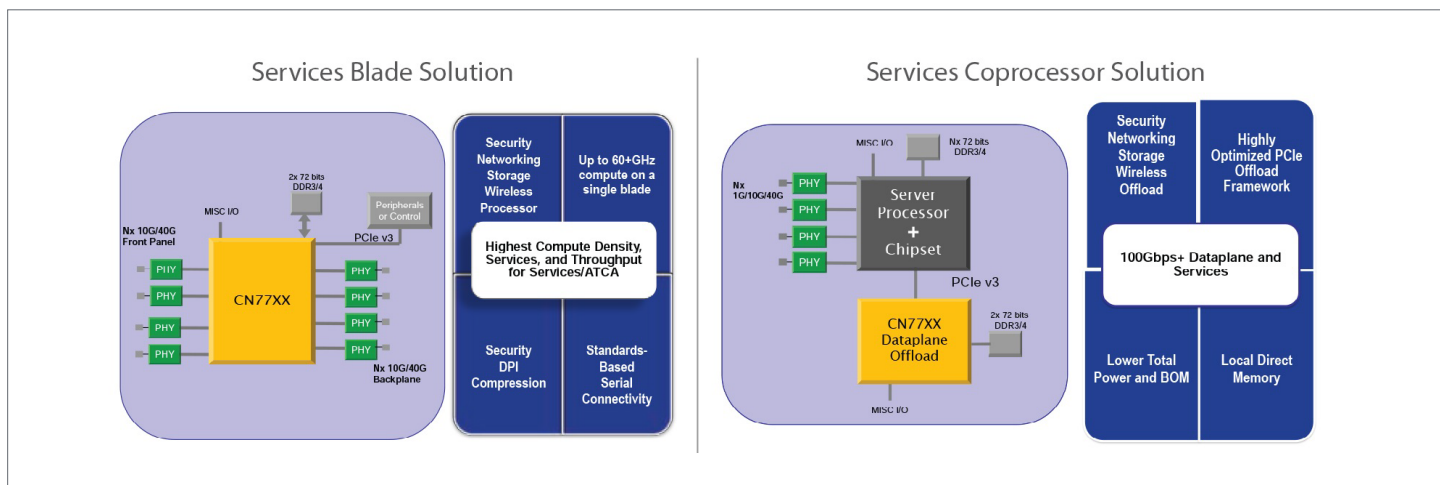 Services Blade Solution
2x 72 bits
DDR3/4
MISC I/O
Peripherals
or Control
Nx 10G/40G
Front Panel
PCIe v3
CN77XX
PHY
PHY
PHY
PHY
PHY
PHY
PHY
PHY
Nx 10G/40G
Backplane
Security
Networking
Storage
Wireless
Processor
Up to 60+GHz
compute on a
single blade
Highest Compute Density,
Services, and Throughput
for Services/ATCA
Security
DPI
Compression
Standards-
Based
Serial
Connectivity
Services Coprocessor Solution
MISC I/O
Nx 72 bits
DDR3/4
Nx
1G/10G/40G
PHY
PHY
PHY
PHY
Server
Processor
+
Chipset
PCIe v3
CN77XX
Dataplane
Offload
2x 72 bits
DDR3/4
MISC I/O
Security
Networking
Storage
Wireless
Offload
Highly
Optimized PCIe
Offload
Framework
100Gbps+ Dataplane and
Services
Lower Total
Power and BOM
Local Direct
Memory